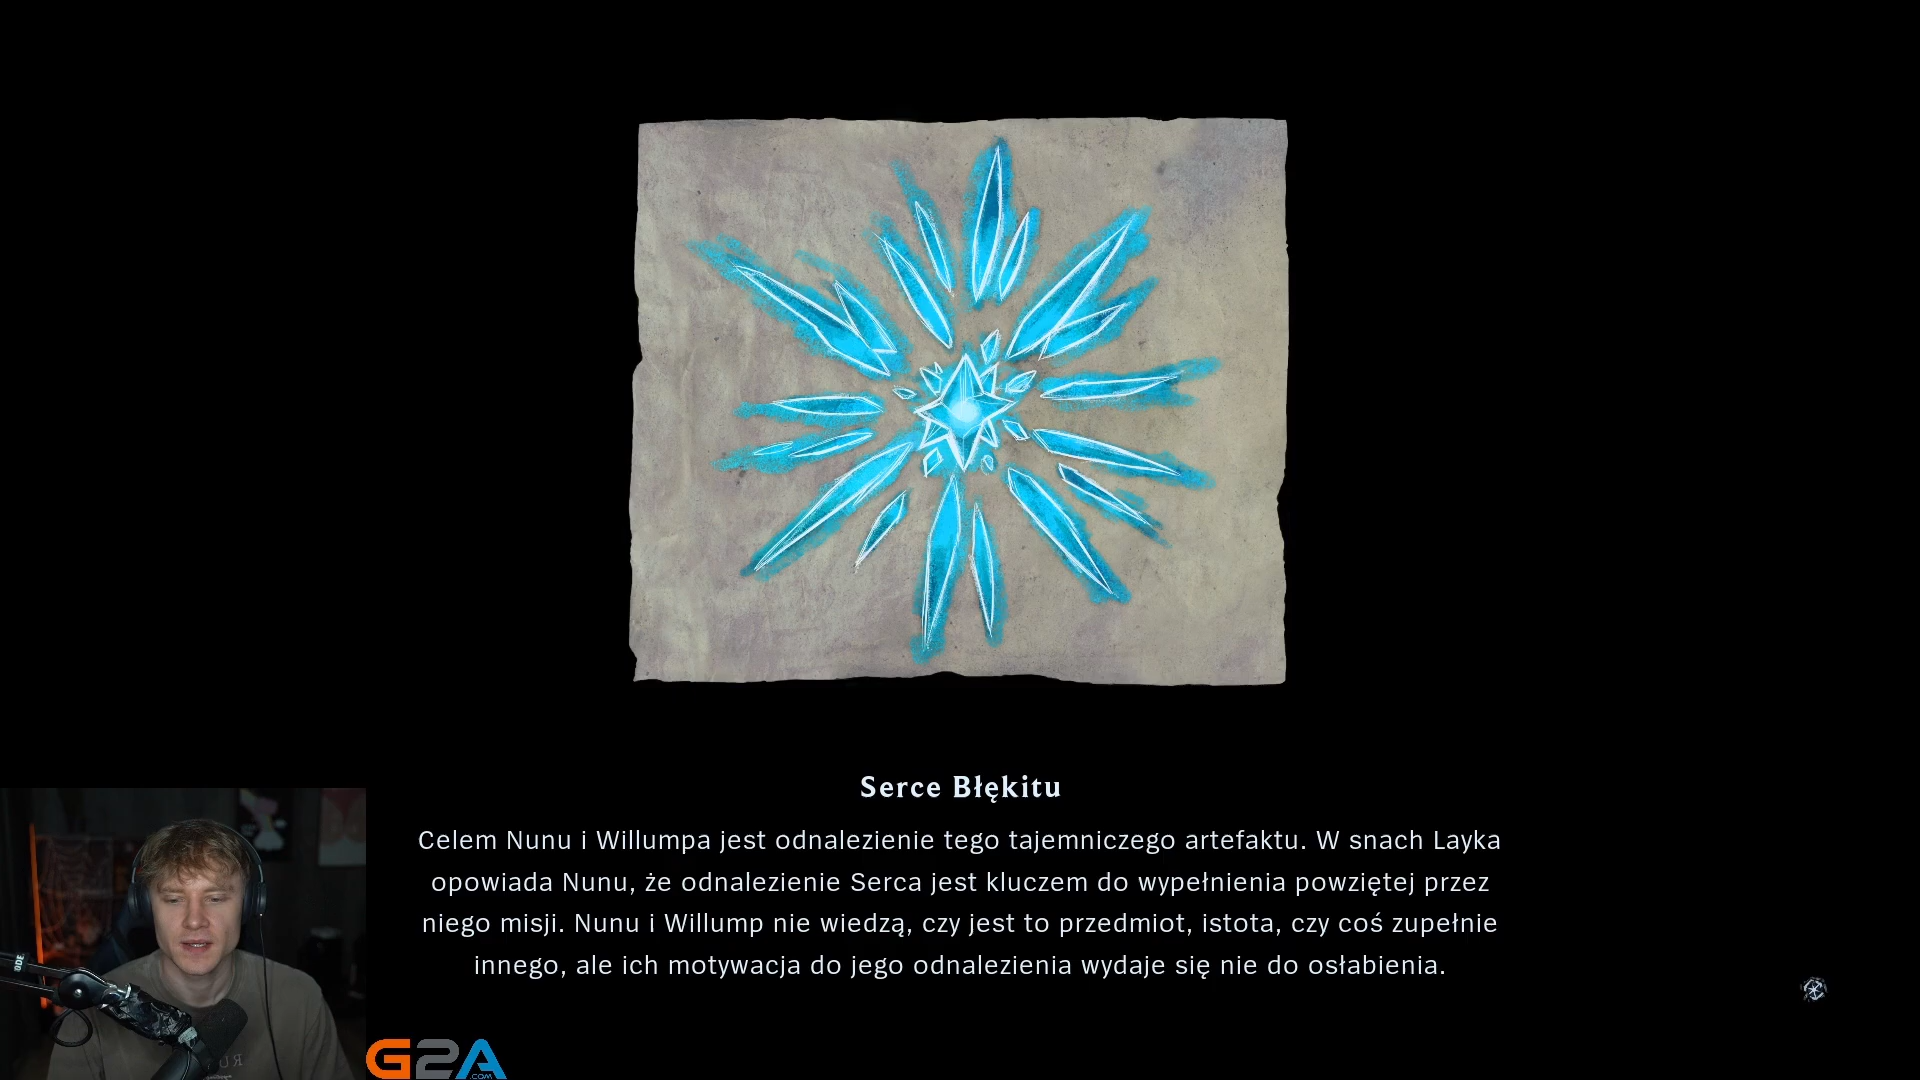 Serce Błękitu
Celem Nunu i Willumpa jest odnalezienie tego tajemniczego artefaktu. W snach Layka
opowiada Nunu, że odnalezienie Serca jest kluczem do wypełnienia powziętej przez
niego misji. Nunu i Willump nie wiedzą, czy jest to przedmiot, istota, czy coś zupełnie
innego, ale ich motywacja do jego odnalezienia wydaje się nie do osłabienia.
G2A
.COM